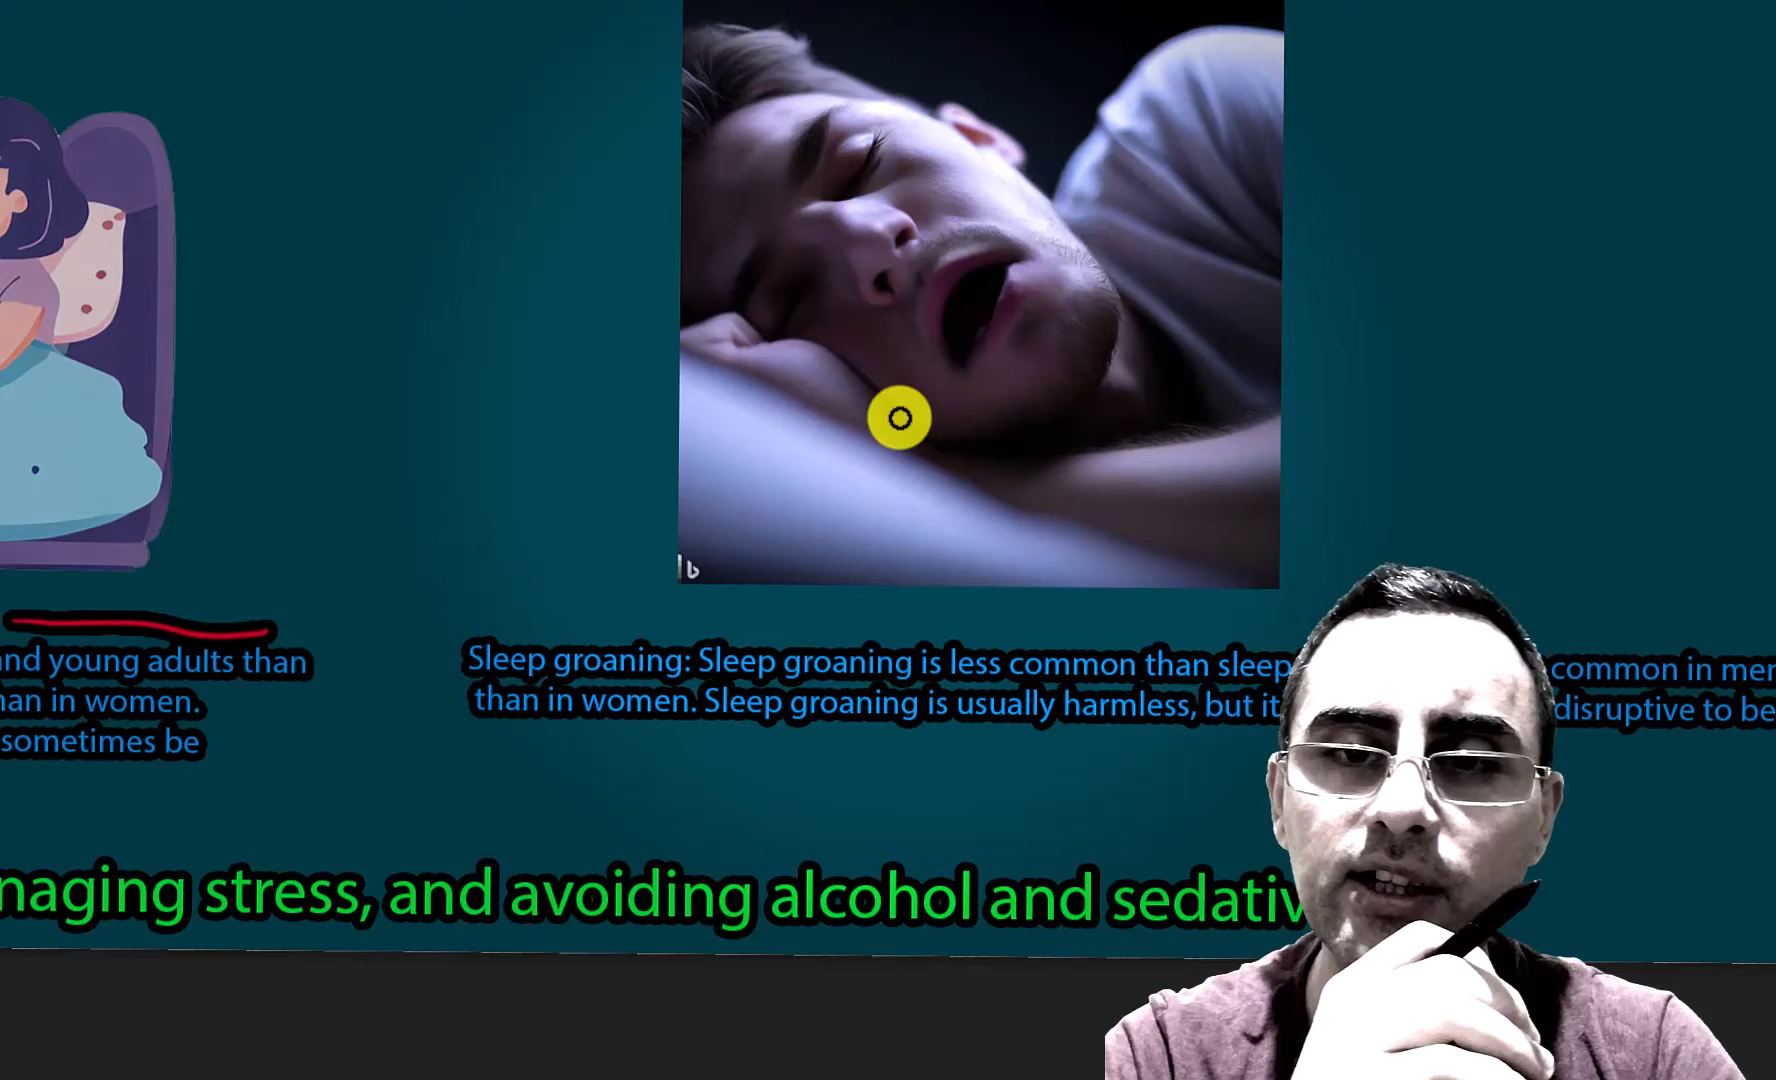 and young adults than
han in women.
sometimes be
Sleep groaning: Sleep groaning is less common than sleep common in men
than in women. Sleep groaning is usually harmless, but it disruptive to be
naging stress, and avoiding alcohol and sedativ
b